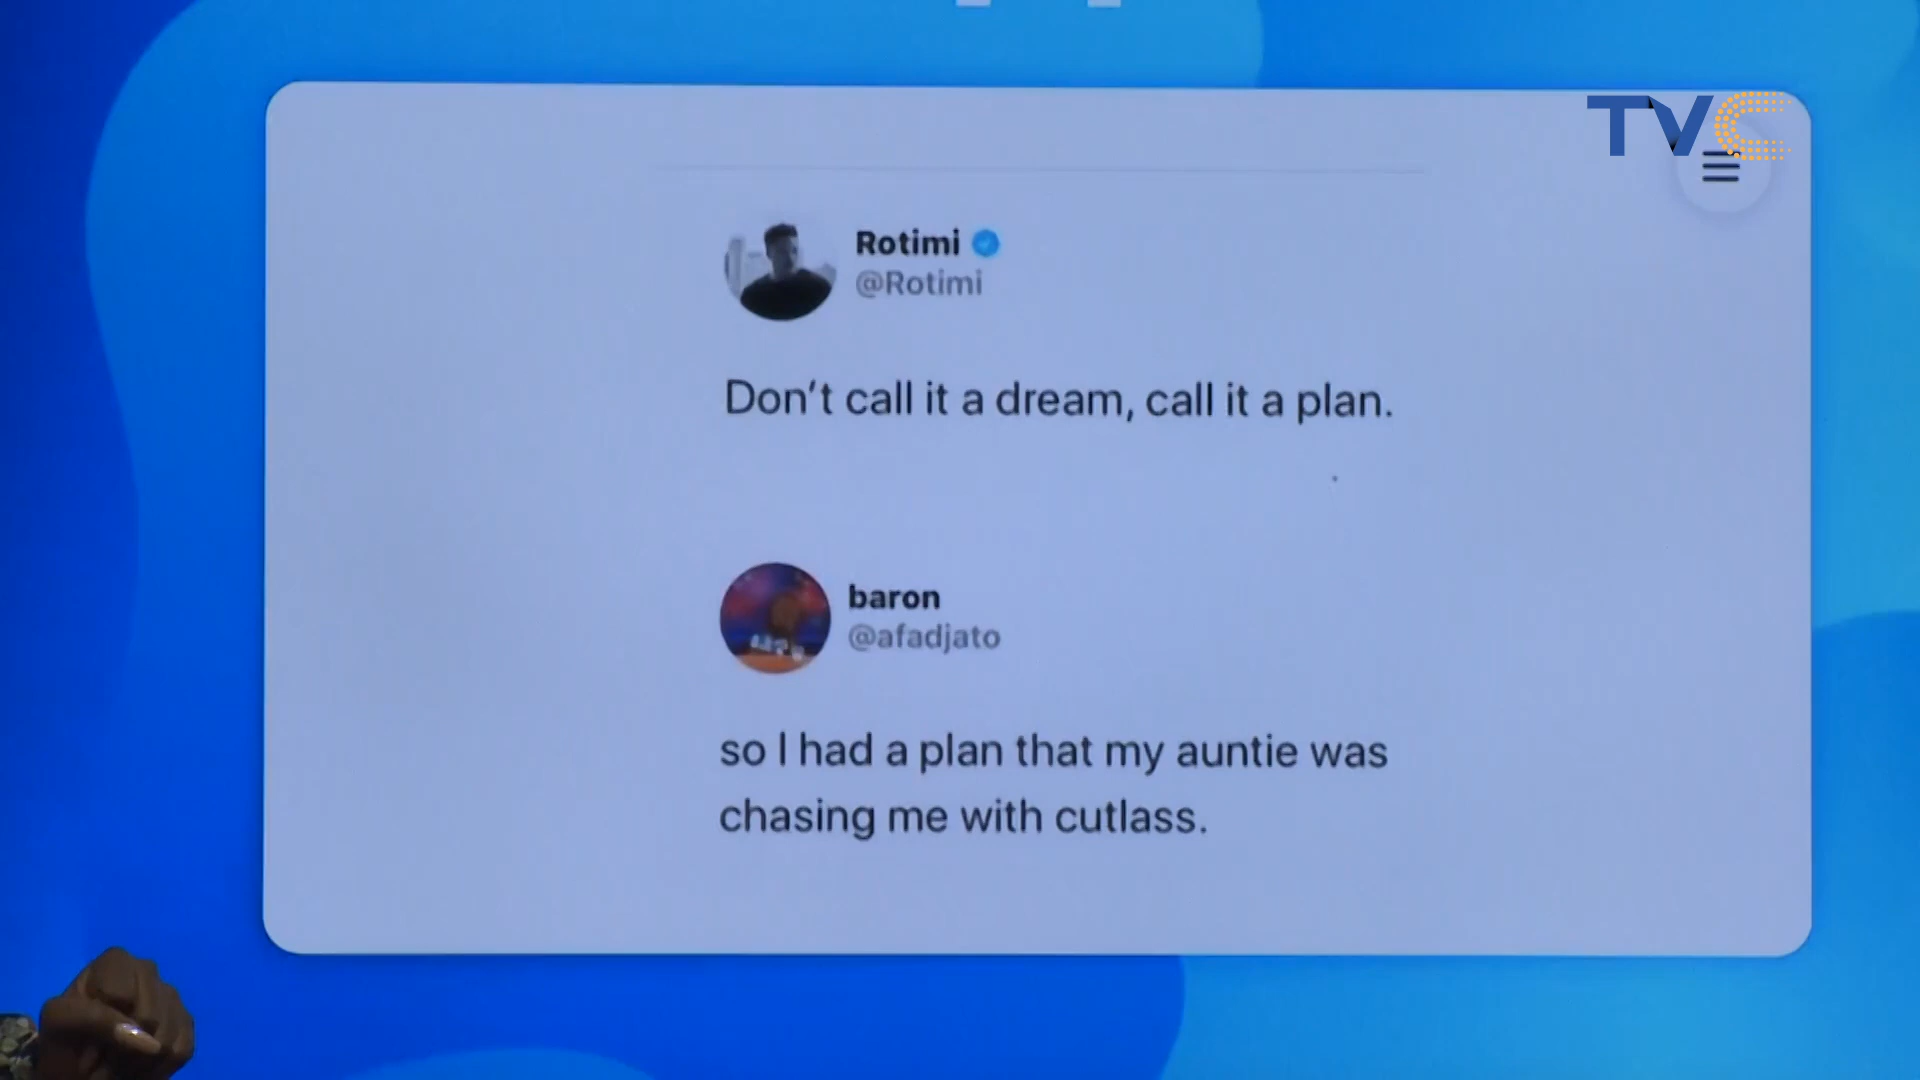 TVC
Rotimi
@Rotimi
Don't call it a dream, call it a plan.
baron
@afadjato
so I had a plan that my auntie was
chasing me with cutlass.